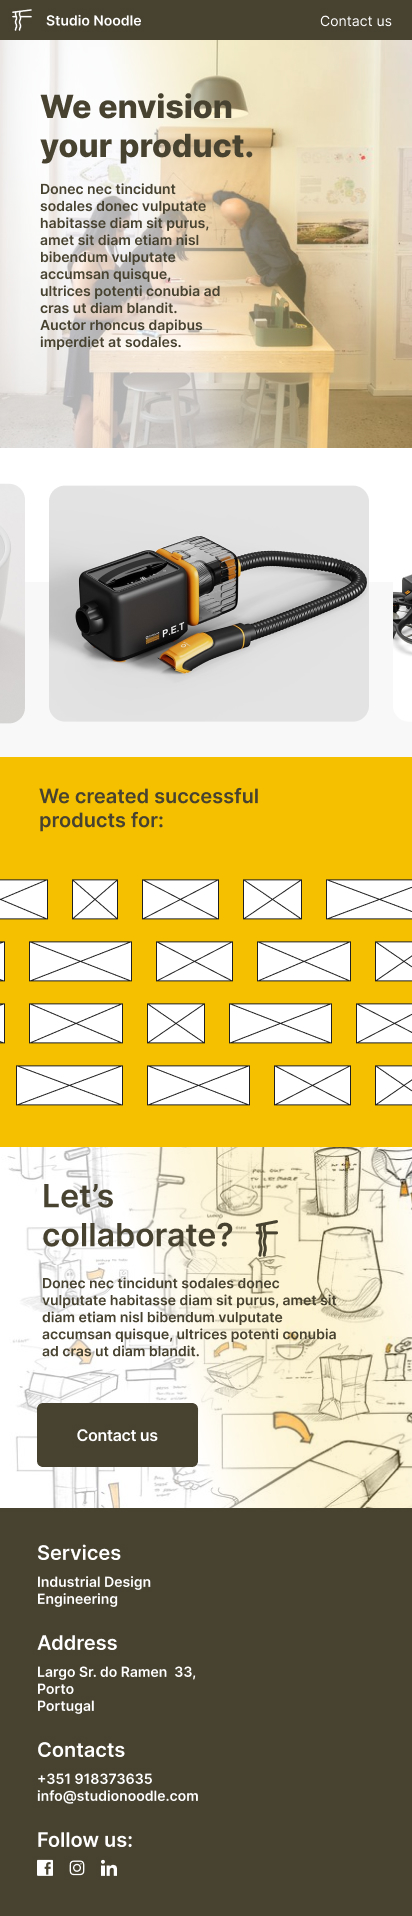 Studio Noodle
Contact us
We envision
your product.
Donec nec tincidunt
sodales donec vulputate
habitasse diam sit purus,
amet sit diam etiam nisl
bibendum vulputate
accumsan quisque,
ultrices potenti conubia ad
cras ut diam blandit.
Auctor rhoncus dapibus
imperdiet at sodales.
P.E.T
We created successful
products for:
Let's
collaborate?
Donec nec tincidunt sodales donec
vulputate habitasse diam sit purus, amet sit
diam etiam nisl bibendum vulputate
accumsan quisque, ultrices potenti conubia
ad cras ut diam blandit.
Contact us
Services
Industrial Design
Engineering
Address
Largo Sr. do Ramen 33,
Porto
Portugal
Contacts
+351 918373635
info@studionoodle.com
Follow us: